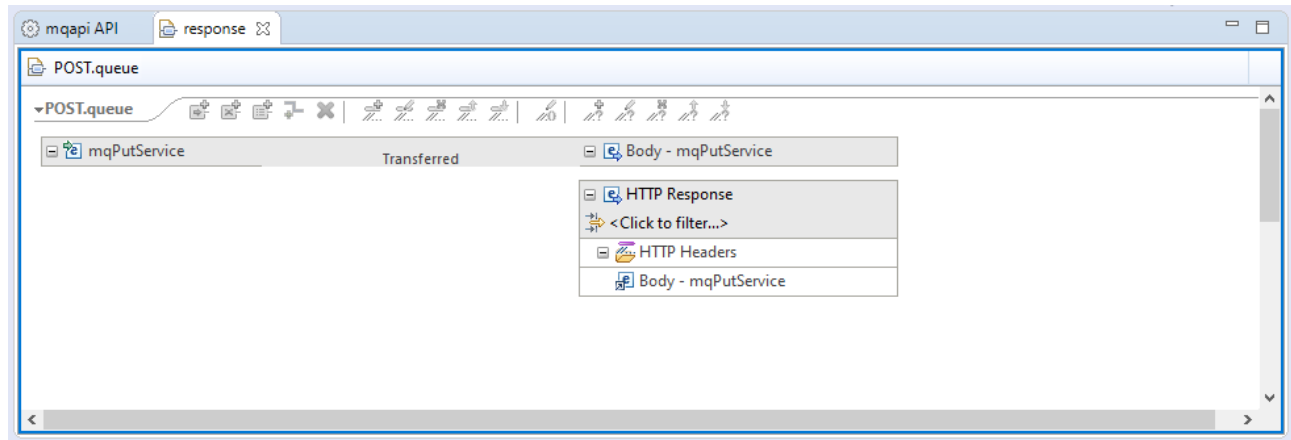 mqapi API response
POST.queue
POST.queue
mqPutService Transferred Body - mqPutService
HTTP Response
<Click to filter...>
HTTP Headers
Body - mqPutService